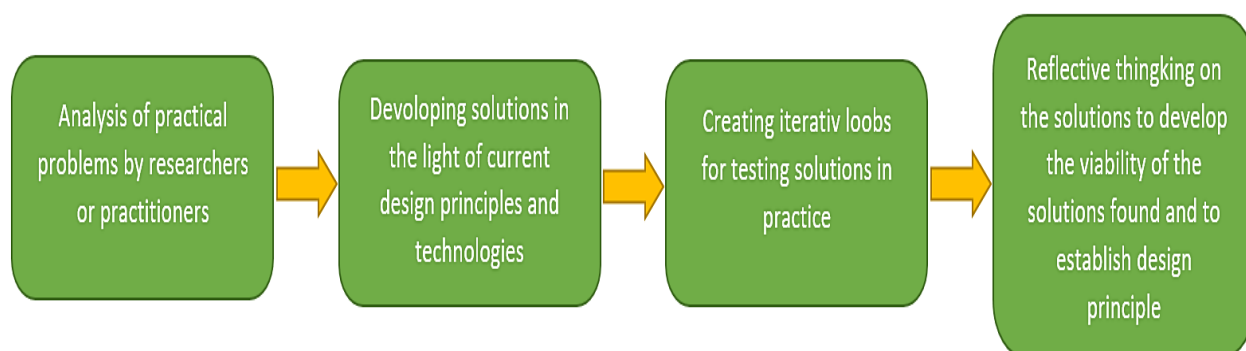 Analysis of practical
problems by researchers
or practitioners
Devoloping solutions in
the light of current
design principles and
technologies
Creating iterativ loobs
for testing solutions in
practice
Reflective thingking on
the solutions to develop
the viability of the
solutions found and to
establish design
principle